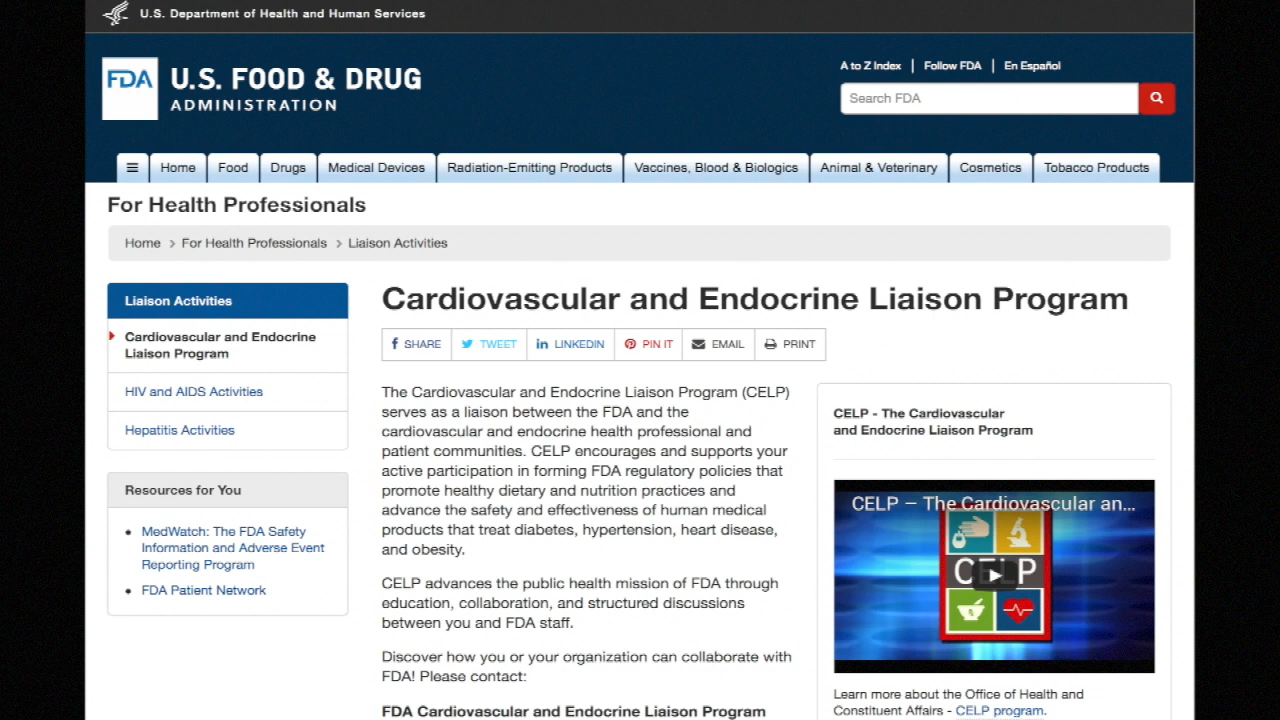 U.S. Department of Health and Human Services
FDA
U.S. FOOD & DRUG
ADMINISTRATION
A to Z Index | Follow FDA | En Español
Search FDA
Home Food Drugs Medical Devices Radiation-Emitting Products Vaccines, Blood & Biologics Animal & Veterinary Cosmetics Tobacco Products
For Health Professionals
Home > For Health Professionals > Liaison Activities
Liaison Activities
Cardiovascular and Endocrine
Liaison Program
HIV and AIDS Activities
Hepatitis Activities
Resources for You
• MedWatch: The FDA Safety
Information and Adverse Event
Reporting Program
• FDA Patient Network
Cardiovascular and Endocrine Liaison Program
SHARE TWEET LINKEDIN PIN IT EMAIL PRINT
The Cardiovascular and Endocrine Liaison Program (CELP)
serves as a liaison between the FDA and the
cardiovascular and endocrine health professional and
patient communities. CELP encourages and supports your
active participation in forming FDA regulatory policies that
promote healthy dietary and nutrition practices and
advance the safety and effectiveness of human medical
products that treat diabetes, hypertension, heart disease,
and obesity.
CELP advances the public health mission of FDA through
education, collaboration, and structured discussions
between you and FDA staff.
Discover how you or your organization can collaborate with
FDA! Please contact:
FDA Cardiovascular and Endocrine Liaison Program
CELP - The Cardiovascular
and Endocrine Liaison Program
CELP – The Cardiovascular an...
CELP
Learn more about the Office of Health and
Constituent Affairs - CELP program.